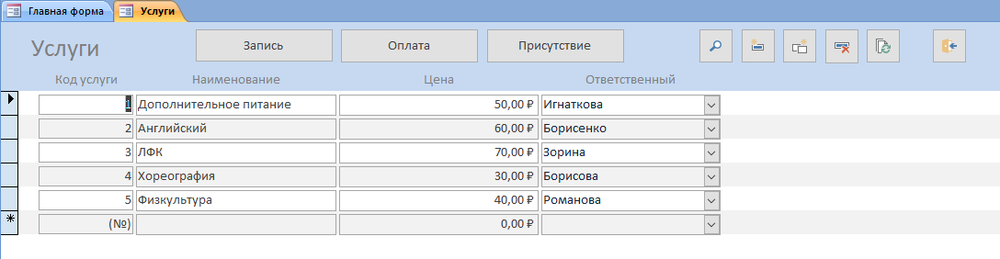 Главная форма Услуги
Услуги Запись Оплата Присутствие
Код услуги Наименование Цена Ответственный
1 Дополнительное питание 50,00 ₽ Игнаткова
2 Английский 60,00 ₽ Борисенко
3 ЛФК 70,00 ₽ Зорина
4 Хореография 30,00 ₽ Борисова
5 Физкультура 40,00 ₽ Романова
(№) 0,00 ₽